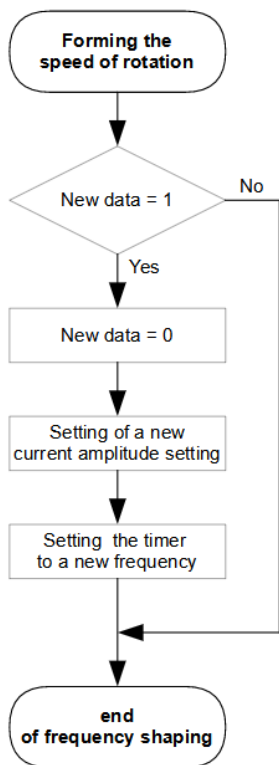 Forming the
speed of rotation
New data = 1
No
Yes
New data = 0
Setting of a new
current amplitude setting
Setting the timer
to a new frequency
end
of frequency shaping